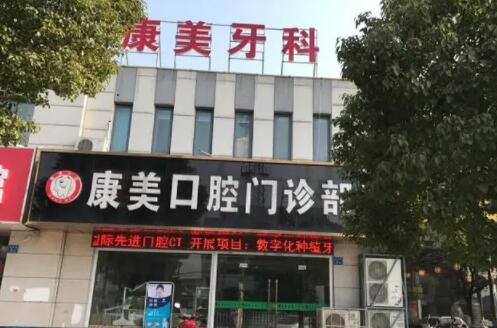 康美牙科
康美口腔门诊部
国际先进口腔CT 开展项目：数字化种植牙